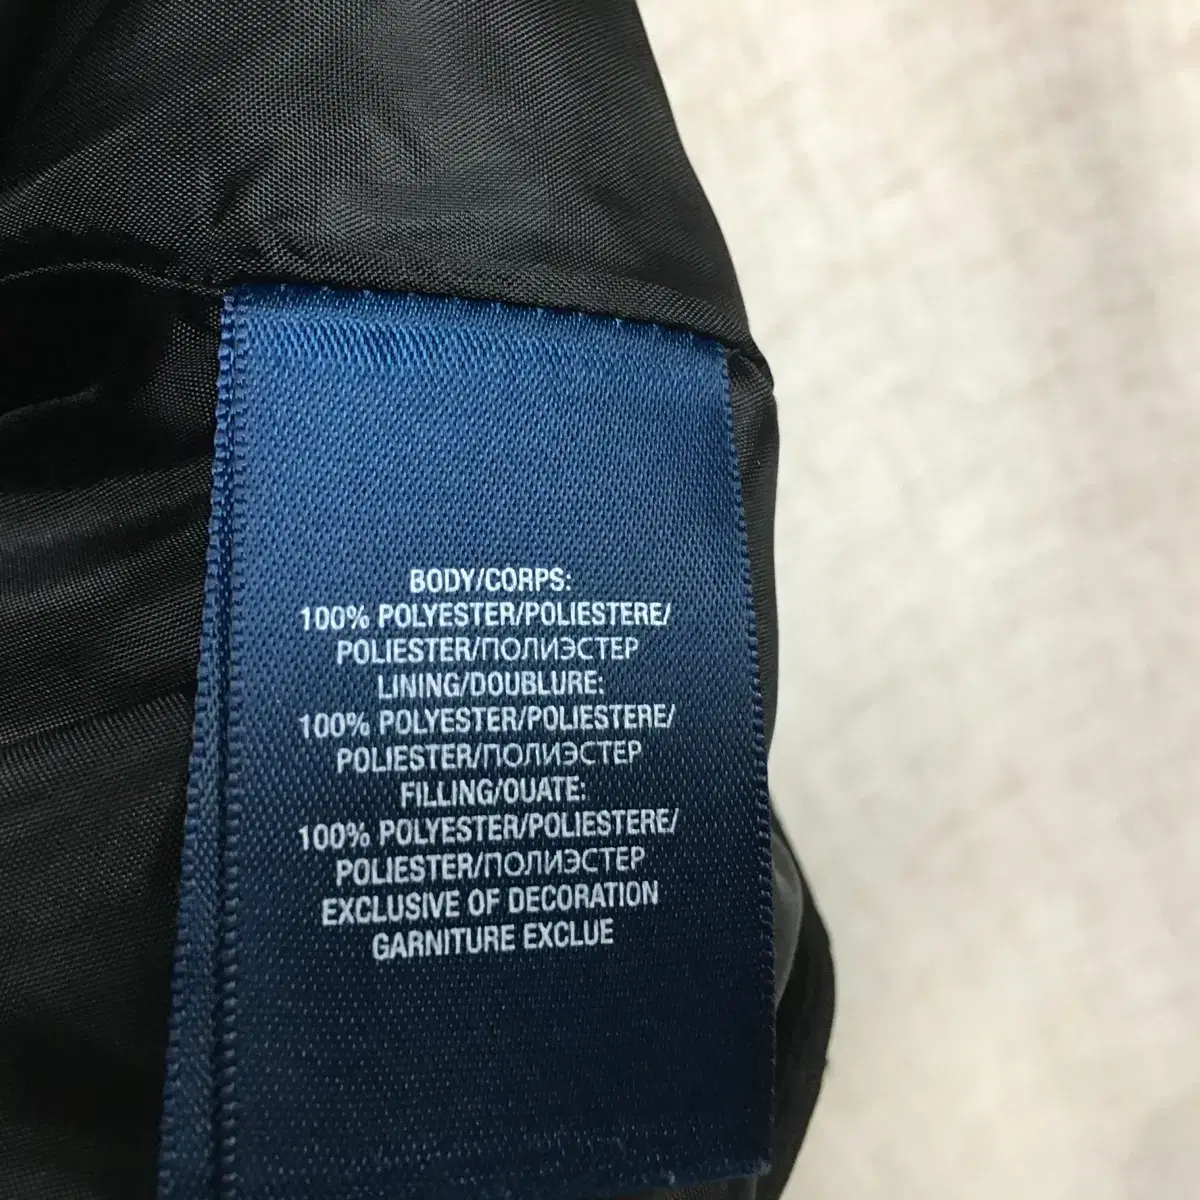 BODY/CORPS:
100% POLYESTER/POLIESTERE/
POLIESTER/ПОЛИЭСТЕР
LINING/DOUBLURE:
100% POLYESTER/POLIESTERE/
POLIESTER/ПОЛИЭСТЕР
FILLING/OUATE:
100% POLYESTER/POLIESTERE/
POLIESTER/ПОЛИЭСТЕР
EXCLUSIVE OF DECORATION
GARNITURE EXCLUE